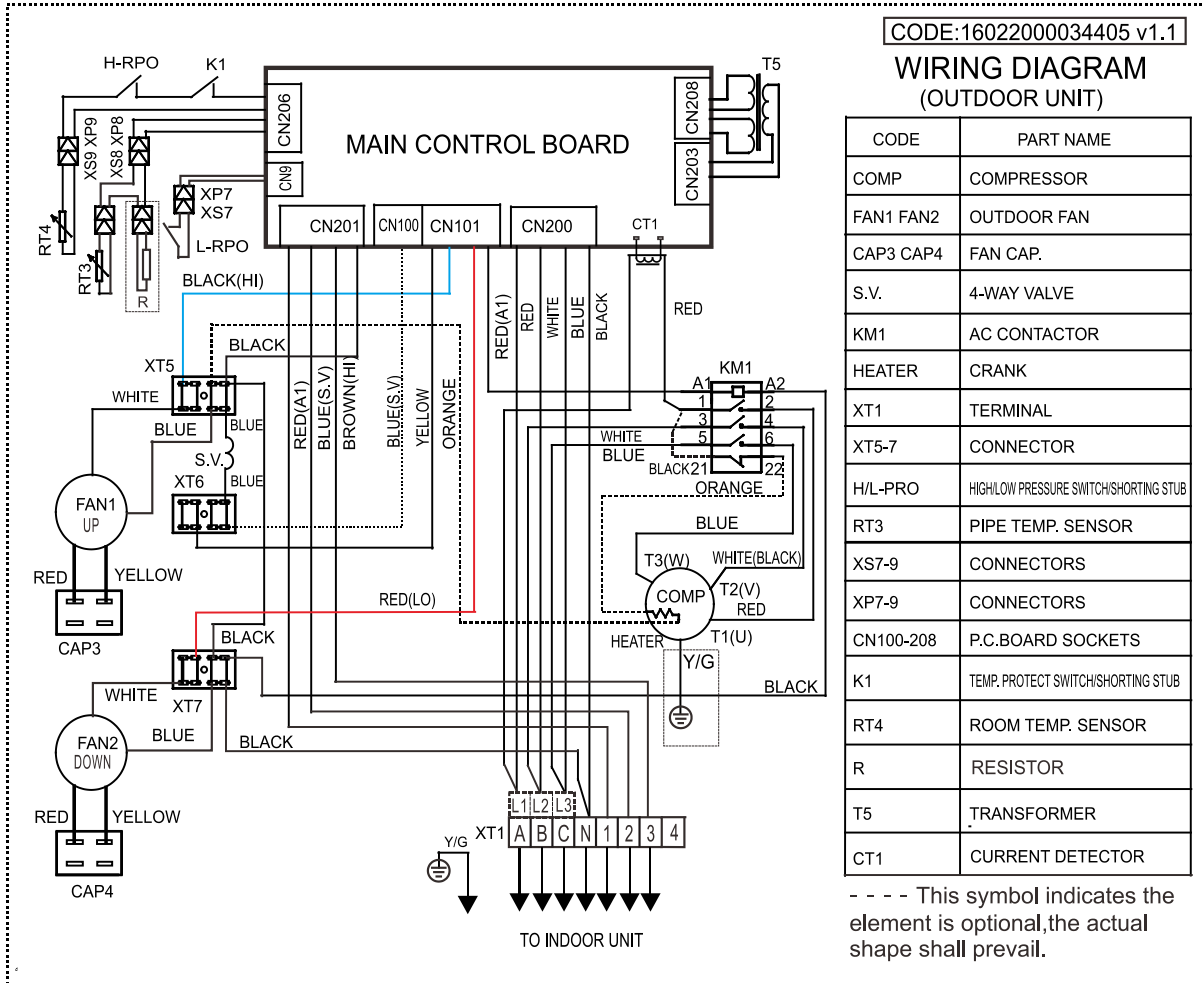 CODE:16022000034405 v1.1
WIRING DIAGRAM
(OUTDOOR UNIT)
CODE PART NAME
COMP COMPRESSOR
FAN1 FAN2 OUTDOOR FAN
CAP3 CAP4 FAN CAP.
S.V. 4-WAY VALVE
KM1 AC CONTACTOR
HEATER CRANK
XT1 TERMINAL
XT5-7 CONNECTOR
H/L-PRO HIGH/LOW PRESSURE SWITCH/SHORTING STUB
RT3 PIPE TEMP. SENSOR
XS7-9 CONNECTORS
XP7-9 CONNECTORS
CN100-208 P.C.BOARD SOCKETS
K1 TEMP. PROTECT SWITCH/SHORTING STUB
RT4 ROOM TEMP. SENSOR
R RESISTOR
T5 TRANSFORMER
CT1 CURRENT DETECTOR
- - - - This symbol indicates the
element is optional,the actual
shape shall prevail.
H-RPO
K1
T5
MAIN CONTROL BOARD
CN206
CN208
CN203
CN9
XS9 XP9
XS8 XP8
XP7
XS7
L-RPO
RT4
RT3
R
CN201
CN100
CN101
CN200
CT1
BLACK(HI)
BLACK
RED(A1)
BLUE(S.V)
BROWN(HI)
BLUE(S.V)
YELLOW
ORANGE
RED(A1)
RED
WHITE
BLUE
BLACK
RED
XT5
WHITE
BLUE
BLUE
S.V.
BLUE
XT6
FAN1
UP
RED
YELLOW
CAP3
KM1
A1
A2
1
2
3
4
5
6
21
22
WHITE
BLUE
BLACK
ORANGE
BLUE
WHITE(BLACK)
T3(W)
T2(V)
COMP
RED
T1(U)
HEATER
Y/G
RED(LO)
BLACK
BLACK
XT7
WHITE
BLUE
BLACK
FAN2
DOWN
RED
YELLOW
CAP4
L1 L2 L3
XT1 A B C N 1 2 3 4
Y/G
TO INDOOR UNIT